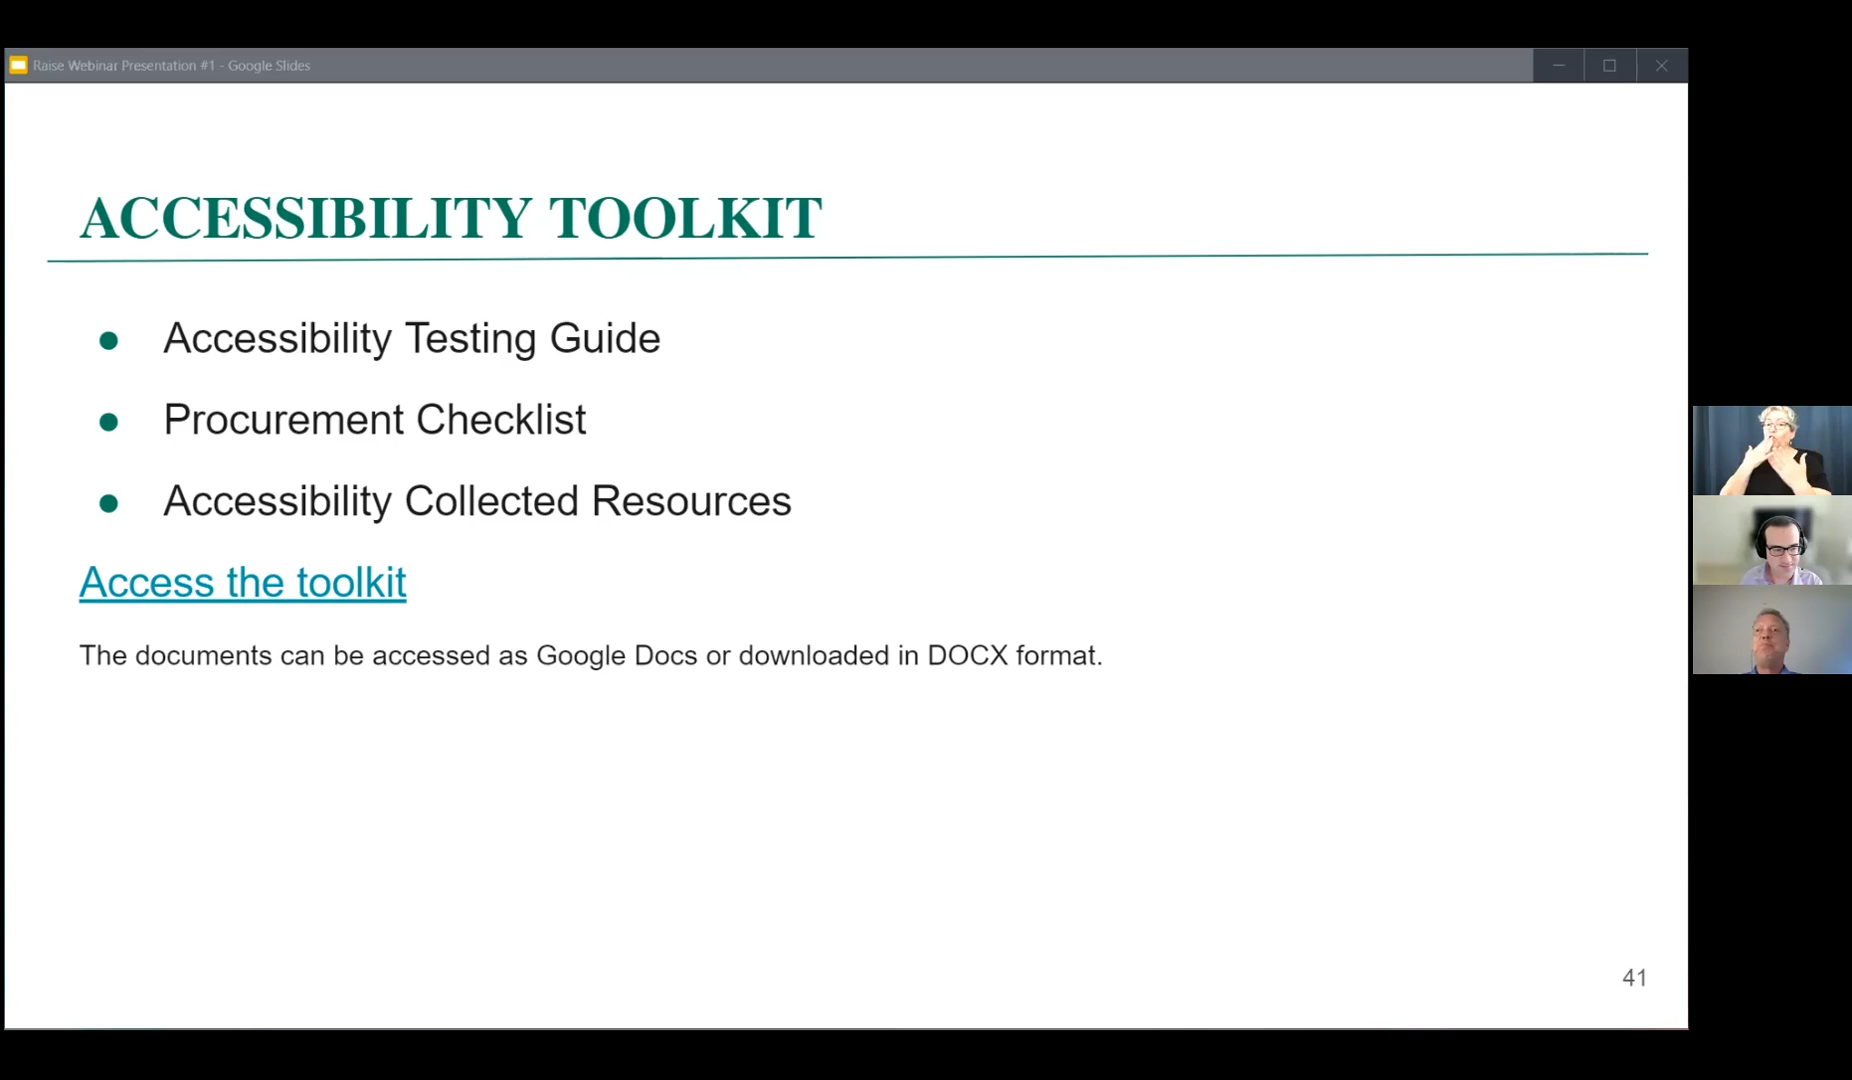 Raise Webinar Presentation #1 - Google Slides
ACCESSIBILITY TOOLKIT
● Accessibility Testing Guide
● Procurement Checklist
● Accessibility Collected Resources
Access the toolkit
The documents can be accessed as Google Docs or downloaded in DOCX format.
41